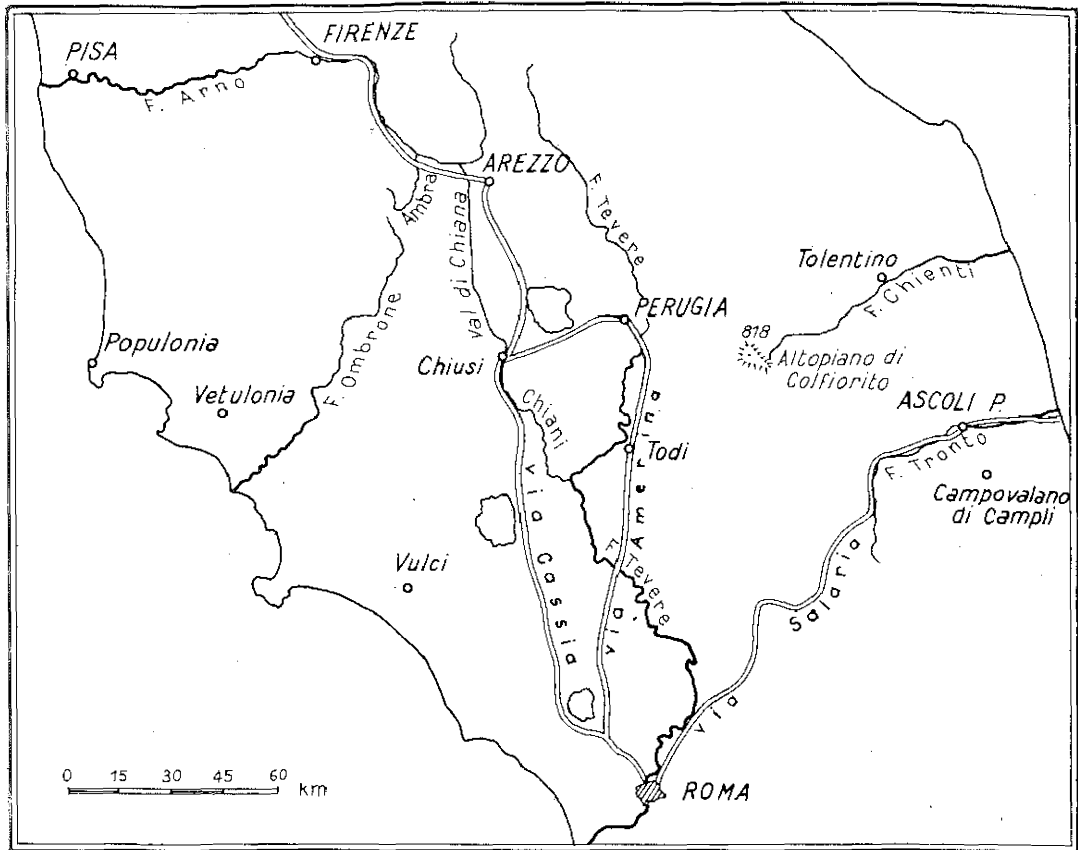 FIRENZE
PISA
F. Arno
AREZZO
Ambra
Val di Chiana
F. Tevere
Tolentino
F. Chienti
PERUGIA
818
Altopiano di
Colfiorito
F. Ombrone
Populonia
Chiusi
Vetulonia
Chiani
ASCOLI P.
F. Tronto
Todi
Campovalano
di Campli
via Cassia
via Amerina
F. Tevere
Vulci
via Salaria
0 15 30 45 60
km
ROMA